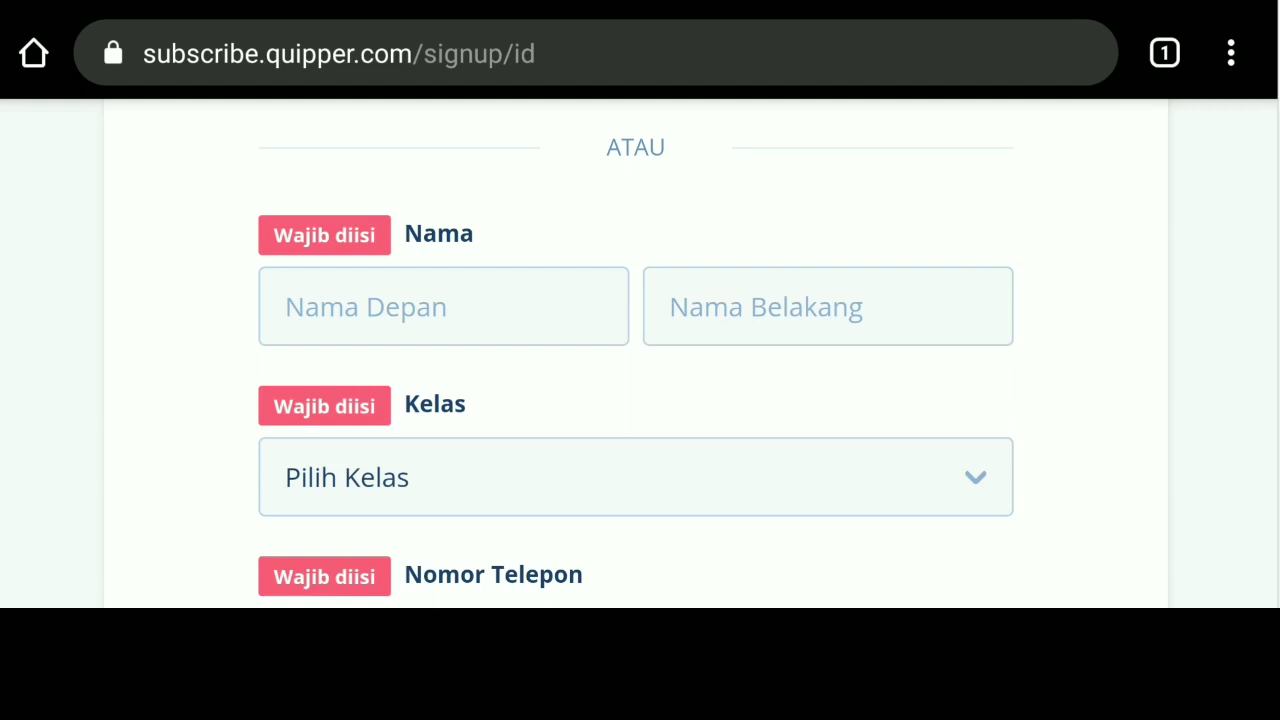 subscribe.quipper.com/signup/id
1
ATAU
Wajib diisi Nama
Nama Depan Nama Belakang
Wajib diisi Kelas
Pilih Kelas
Wajib diisi Nomor Telepon